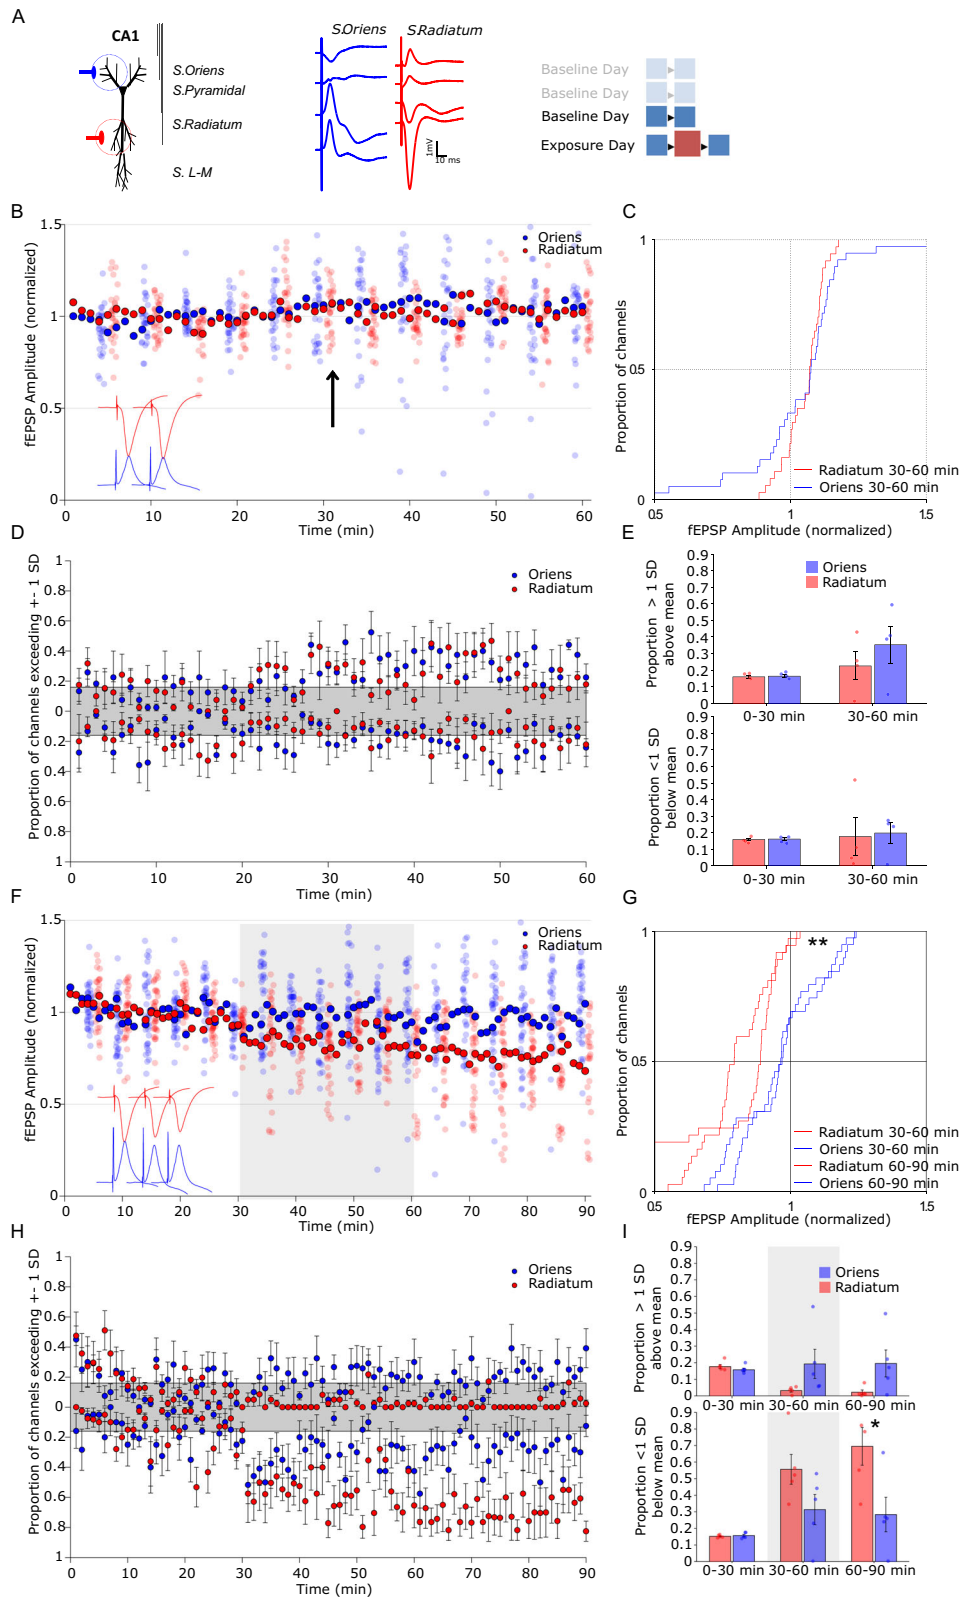 A
CA1
S.Oriens
S.Pyramidal
S.Radiatum
S. L-M
S.Oriens
S.Radiatum
1mV
10 ms
Baseline Day
Baseline Day
Baseline Day
Exposure Day
B
fEPSP Amplitude (normalized)
1.5
1
0.5
0
Oriens
Radiatum
0 10 20 30 40 50 60
Time (min)
C
Proportion of channels
1
0.5
0
Radiatum 30-60 min
Oriens 30-60 min
0.5 1 1.5
fEPSP Amplitude (normalized)
D
Proportion of channels exceeding +- 1 SD
1
0.8
0.6
0.4
0.2
0
0.2
0.4
0.6
0.8
1
Oriens
Radiatum
0 10 20 30 40 50 60
Time (min)
E
Proportion > 1 SD
above mean
0.9
0.8
0.7
0.6
0.5
0.4
0.3
0.2
0.1
0
Oriens
Radiatum
0-30 min 30-60 min
Proportion <1 SD
below mean
0.9
0.8
0.7
0.6
0.5
0.4
0.3
0.2
0.1
0
0-30 min 30-60 min
F
fEPSP Amplitude (normalized)
1.5
1
0.5
0
Oriens
Radiatum
10 20 30 40 50 60 70 80 90
Time (min)
G
Proportion of channels
1
0.5
0
**
Radiatum 30-60 min
Oriens 30-60 min
Radiatum 60-90 min
Oriens 60-90 min
0.5 1 1.5
fEPSP Amplitude (normalized)
H
Proportion of channels exceeding +- 1 SD
1
0.8
0.6
0.4
0.2
0
0.2
0.4
0.6
0.8
1
Oriens
Radiatum
0 10 20 30 40 50 60 70 80 90
Time (min)
I
Proportion > 1 SD
above mean
0.9
0.8
0.7
0.6
0.5
0.4
0.3
0.2
0.1
0
Oriens
Radiatum
0-30 min 30-60 min 60-90 min
Proportion <1 SD
below mean
0.9
0.8
0.7
0.6
0.5
0.4
0.3
0.2
0.1
0
*
0-30 min 30-60 min 60-90 min